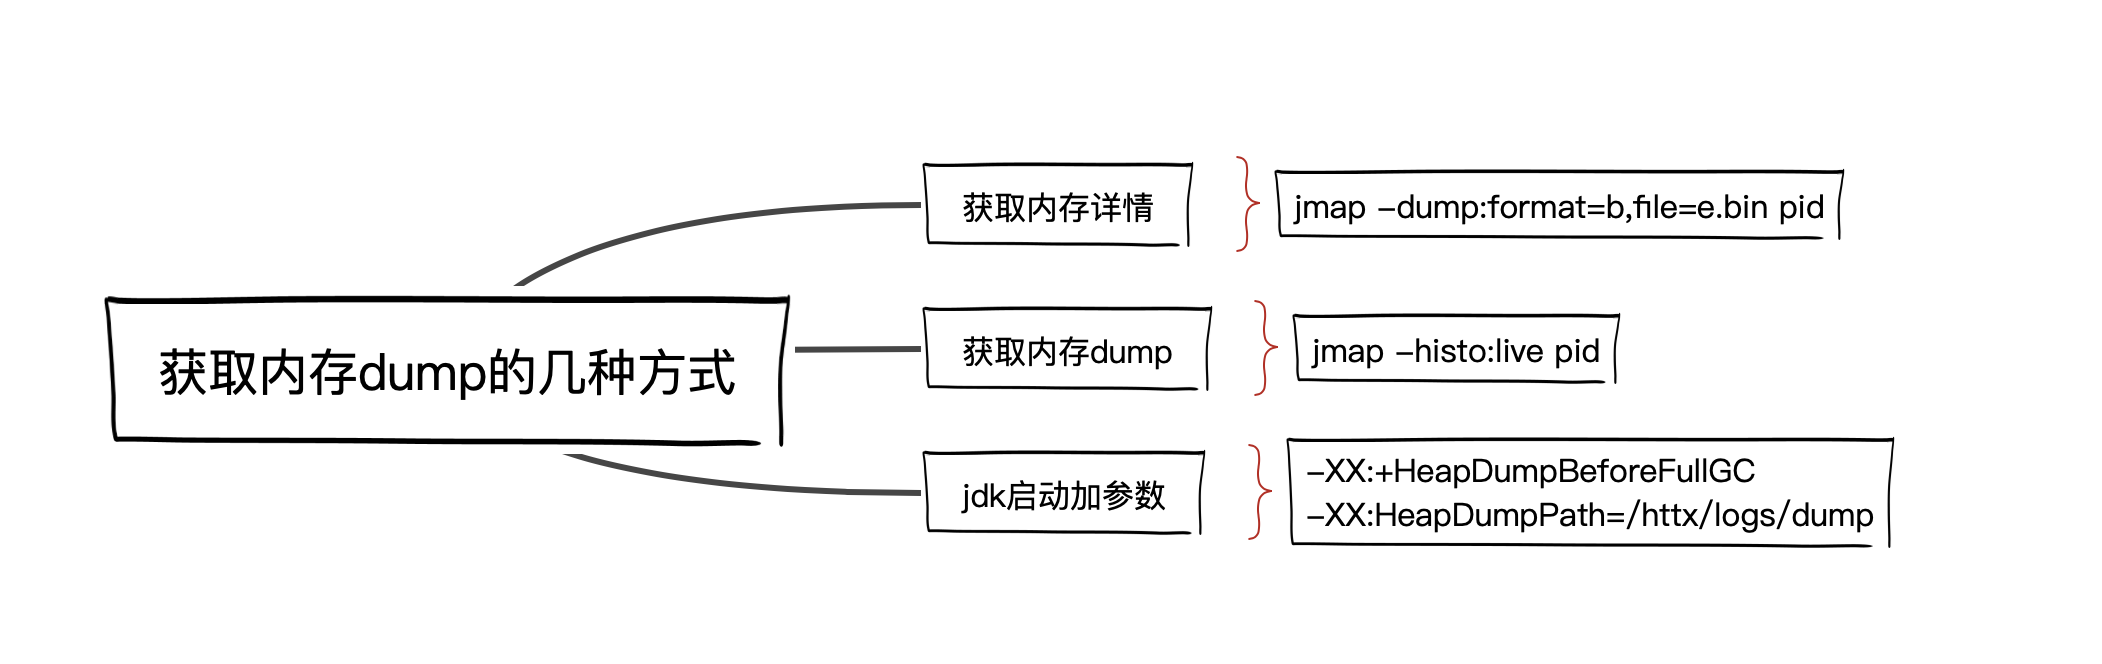 获取内存dump的几种方式
获取内存详情
jmap -dump:format=b,file=e.bin pid
获取内存dump
jmap -histo:live pid
jdk启动加参数
-XX:+HeapDumpBeforeFullGC
-XX:HeapDumpPath=/httx/logs/dump